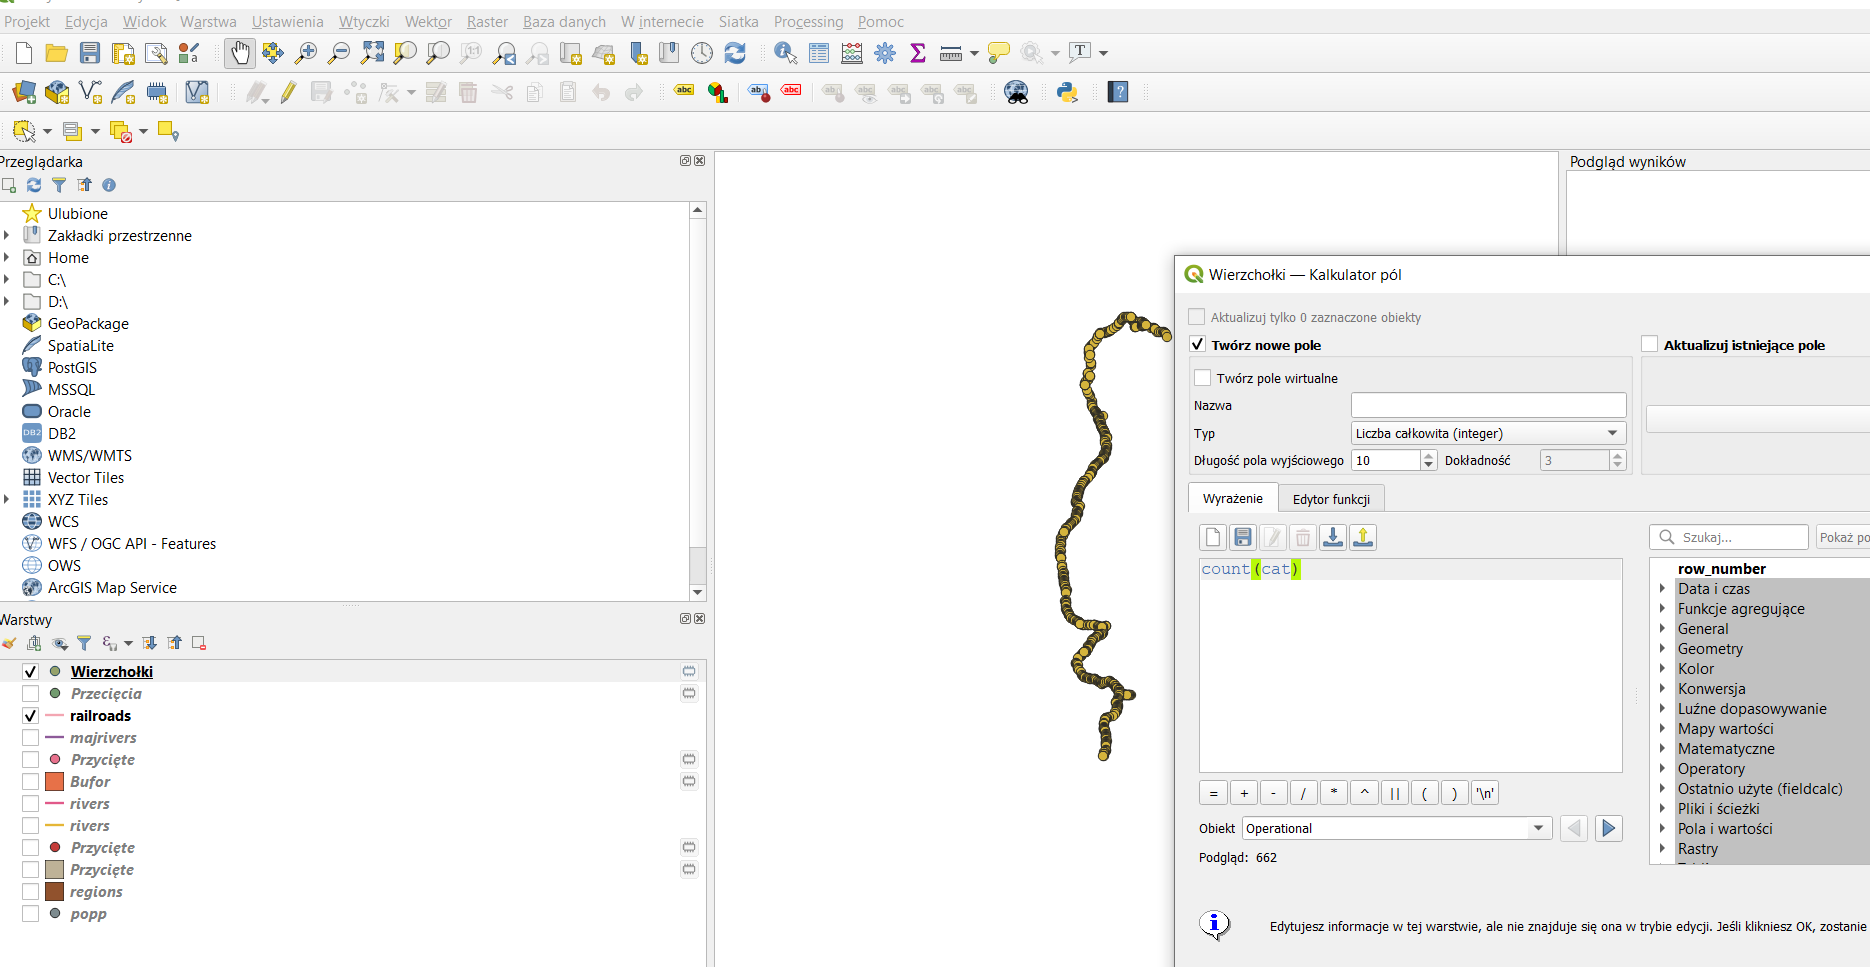 Projekt Edycja Widok Warstwa Ustawienia Wtyczki Wektor Raster Baza danych W internecie Siatka Processing Pomoc
Przeglądarka
Ulubione
Zakładki przestrzenne
Home
C:\
D:\
GeoPackage
SpatiaLite
PostGIS
MSSQL
Oracle
DB2
WMS/WMTS
Vector Tiles
XYZ Tiles
WCS
WFS / OGC API - Features
OWS
ArcGIS Map Service
Warstwy
Wierzchołki
Przecięcia
railroads
majrivers
Przycięte
Bufor
rivers
rivers
Przycięte
Przycięte
regions
popp
Podgląd wyników
Wierzchołki — Kalkulator pól
Aktualizuj tylko 0 zaznaczone obiekty
Twórz nowe pole
Aktualizuj istniejące pole
Twórz pole wirtualne
Nazwa
Typ Liczba całkowita (integer)
Długość pola wyjściowego 10 Dokładność 3
Wyrażenie Edytor funkcji
Szukaj... Pokaż po
count(cat)
row_number
Data i czas
Funkcje agregujące
General
Geometry
Kolor
Konwersja
Luźne dopasowywanie
Mapy wartości
Matematyczne
Operatory
Ostatnio użyte (fieldcalc)
Pliki i ścieżki
Pola i wartości
Rastry
= + - / * ^ || ( ) '\n'
Obiekt Operational
Podgląd: 662
Edytujesz informacje w tej warstwie, ale nie znajduje się ona w trybie edycji. Jeśli klikniesz OK, zostanie